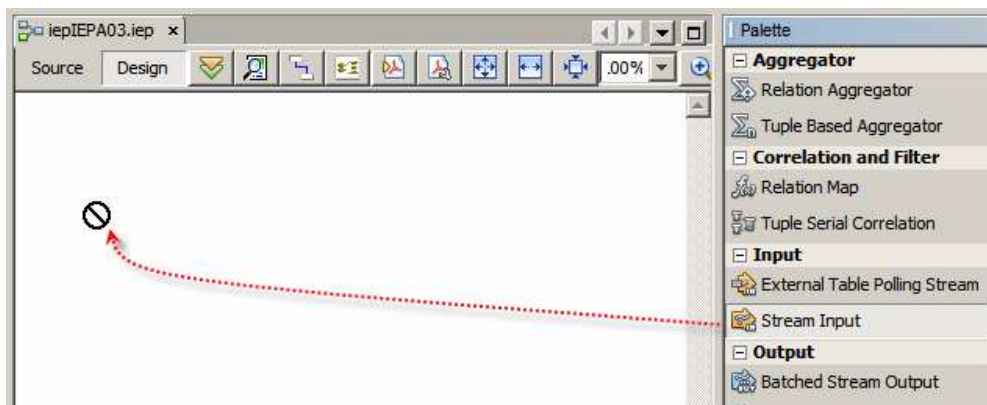 iepIEPA03.iep x
Source Design .00%
Palette
Aggregator
Relation Aggregator
Tuple Based Aggregator
Correlation and Filter
Relation Map
Tuple Serial Correlation
Input
External Table Polling Stream
Stream Input
Output
Batched Stream Output